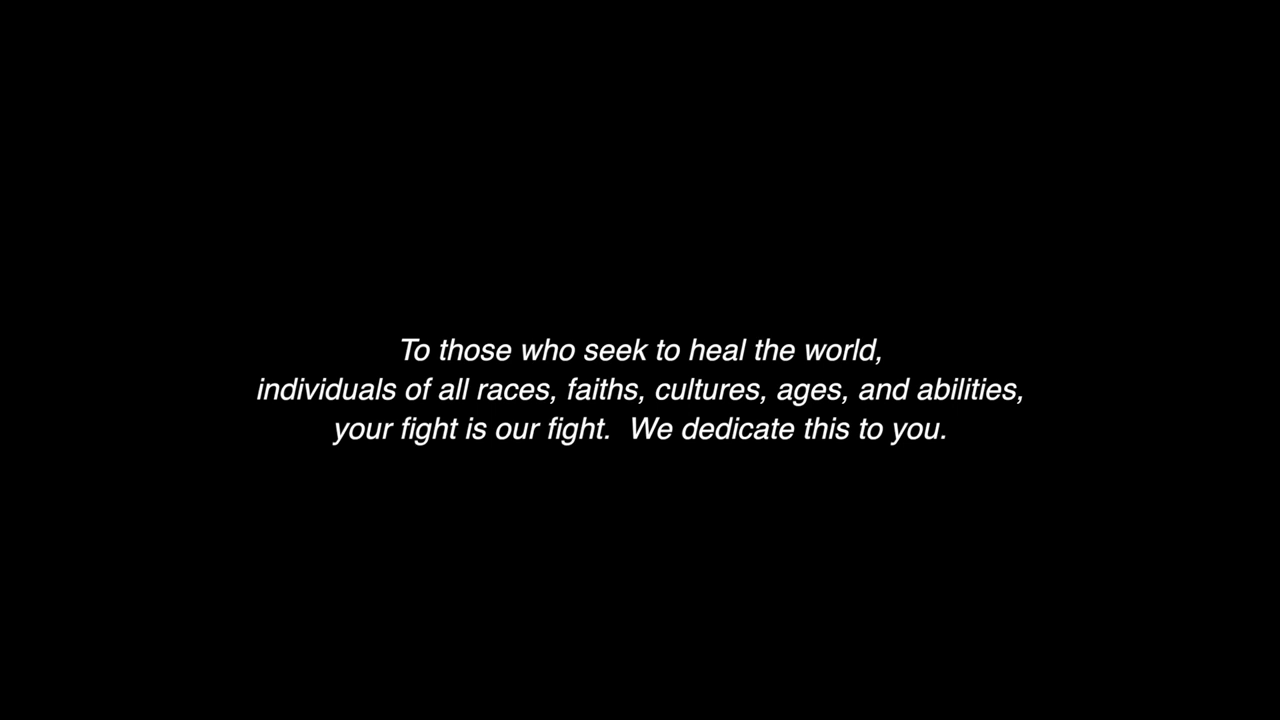 To those who seek to heal the world,
individuals of all races, faiths, cultures, ages, and abilities,
your fight is our fight.  We dedicate this to you.